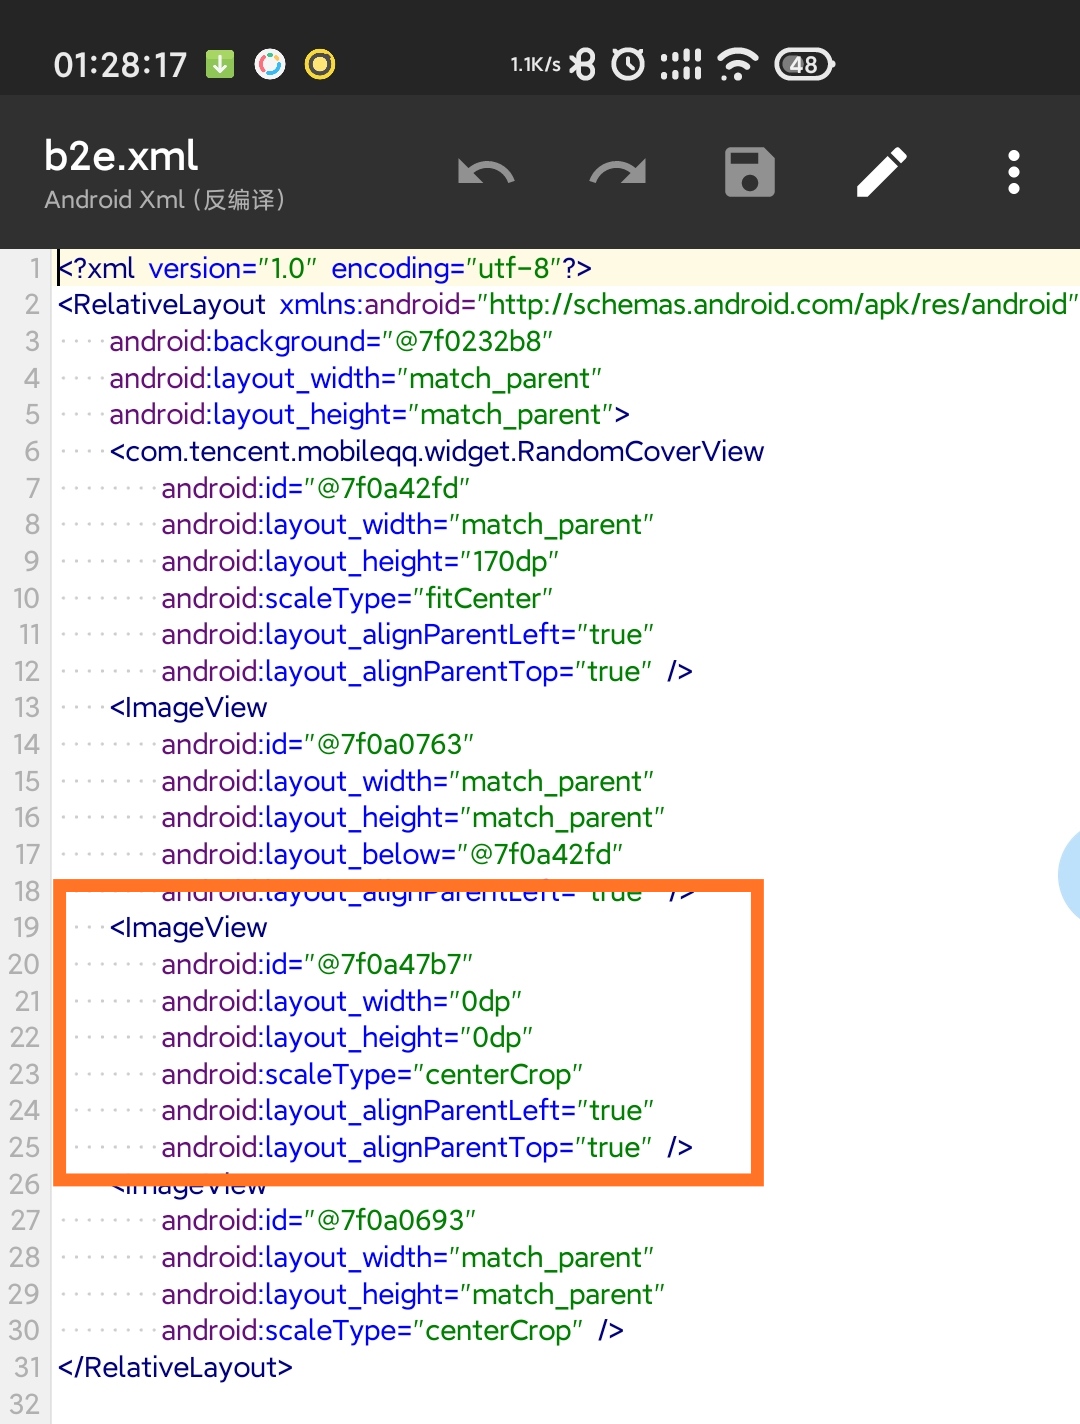 01:28:17 1.1K/s 48
b2e.xml
Android Xml (反编译)
1 <?xml version="1.0" encoding="utf-8"?>
2 <RelativeLayout xmlns:android="http://schemas.android.com/apk/res/android"
3 android:background="@7f0232b8"
4 android:layout_width="match_parent"
5 android:layout_height="match_parent">
6 <com.tencent.mobileqq.widget.RandomCoverView
7 android:id="@7f0a42fd"
8 android:layout_width="match_parent"
9 android:layout_height="170dp"
10 android:scaleType="fitCenter"
11 android:layout_alignParentLeft="true"
12 android:layout_alignParentTop="true" />
13 <ImageView
14 android:id="@7f0a0763"
15 android:layout_width="match_parent"
16 android:layout_height="match_parent"
17 android:layout_below="@7f0a42fd"
18 android:layout_alignParentLeft="true" />
19 <ImageView
20 android:id="@7f0a47b7"
21 android:layout_width="0dp"
22 android:layout_height="0dp"
23 android:scaleType="centerCrop"
24 android:layout_alignParentLeft="true"
25 android:layout_alignParentTop="true" />
26 <ImageView
27 android:id="@7f0a0693"
28 android:layout_width="match_parent"
29 android:layout_height="match_parent"
30 android:scaleType="centerCrop" />
31 </RelativeLayout>
32